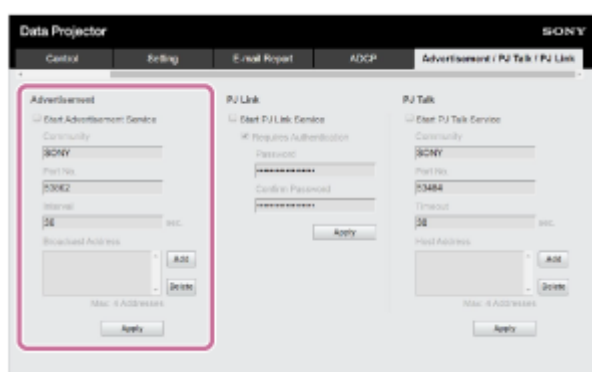 Data Projector
SONY
Control
Setting
E-mail Report
ADCP
Advertisement / PJ Talk / PJ Link
Advertisement
Start Advertisement Service
Community
SONY
Port No.
53862
Interval
30
sec.
Broadcast Address
Add
Delete
Max. 4 Addresses
Apply
PJ Link
Start PJ Link Service
Requires Authentication
Password
Confirm Password
Apply
PJ Talk
Start PJ Talk Service
Community
SONY
Port No.
53484
Timeout
30
sec.
Host Address
Add
Delete
Max. 4 Addresses
Apply